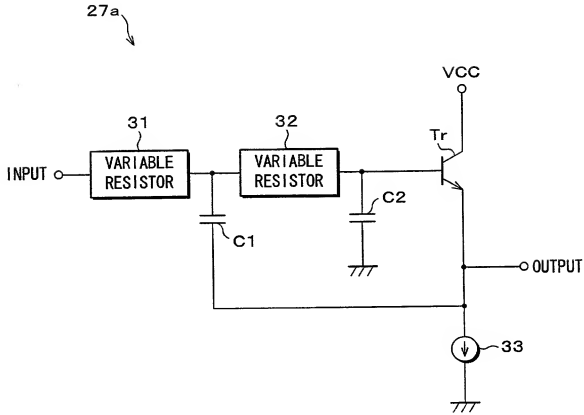 27a
VCC
31
32
Tr
INPUT
VARIABLE
RESISTOR
VARIABLE
RESISTOR
C1
C2
OUTPUT
33